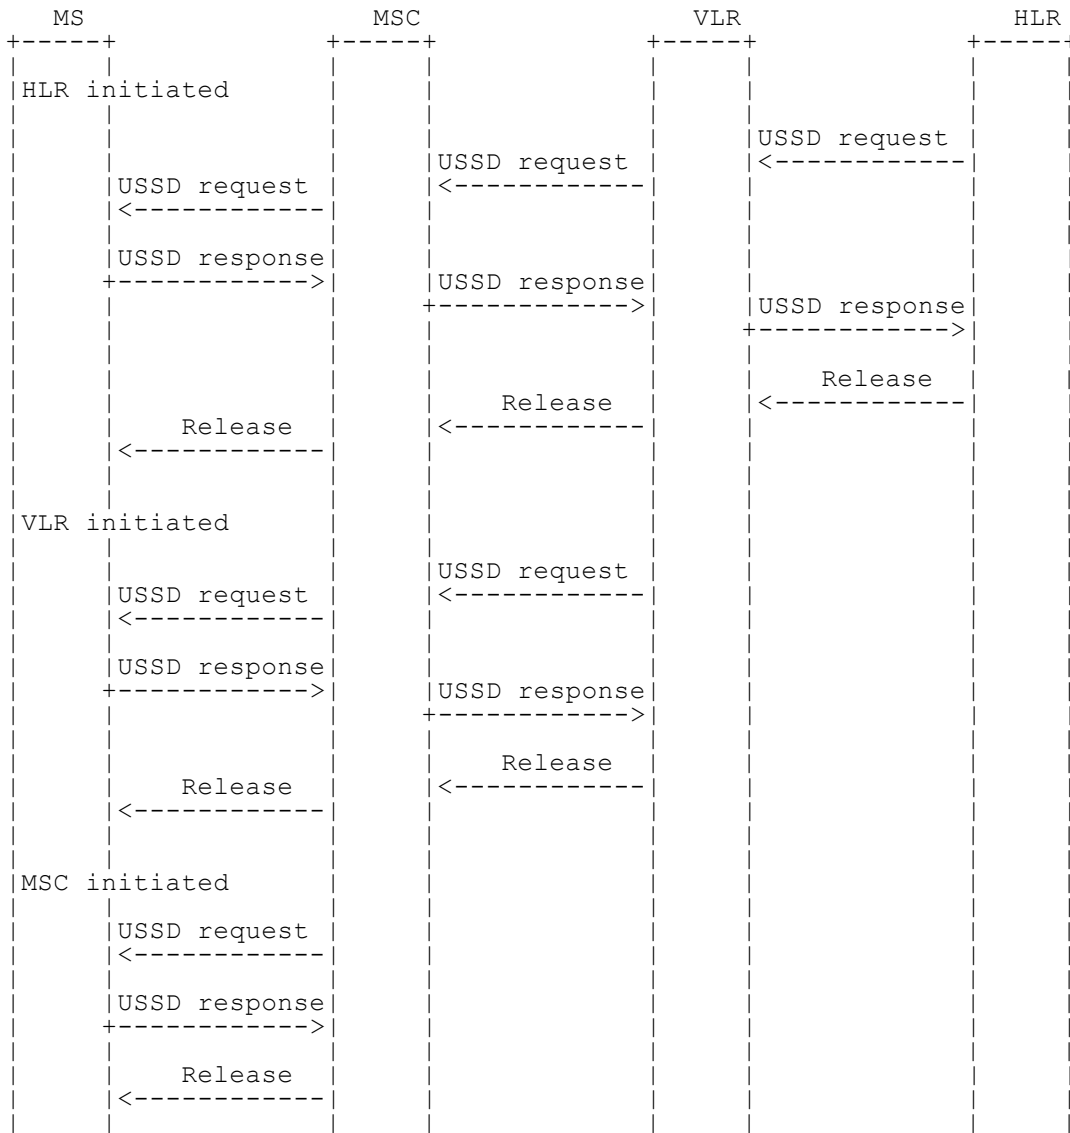 MS MSC VLR HLR
HLR initiated
USSD request
USSD request
USSD request
USSD response
USSD response
USSD response
Release
Release
Release
VLR initiated
USSD request
USSD request
USSD response
USSD response
Release
Release
MSC initiated
USSD request
USSD response
Release